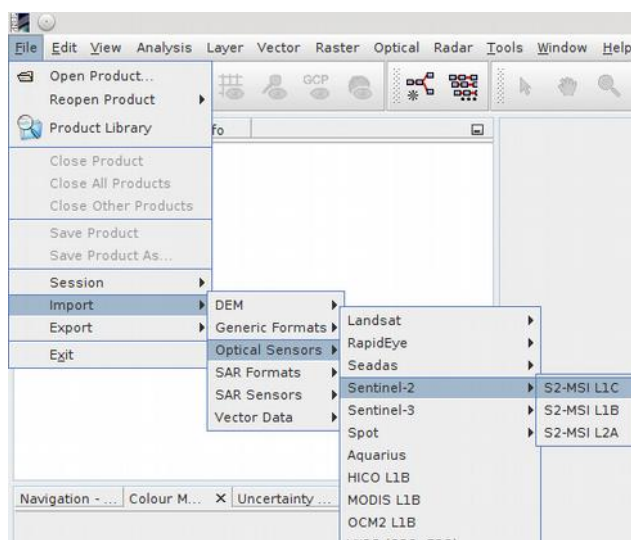 File Edit View Analysis Layer Vector Raster Optical Radar Tools Window Help
GCP
Open Product...
Reopen Product
Product Library
fo
Close Product
Close All Products
Close Other Products
Save Product
Save Product As...
Session
Import
Export
Exit
DEM
Generic Formats
Optical Sensors
SAR Formats
SAR Sensors
Vector Data
Landsat
RapidEye
Seadas
Sentinel-2
Sentinel-3
Spot
Aquarius
HICO L1B
MODIS L1B
OCM2 L1B
S2-MSI L1C
S2-MSI L1B
S2-MSI L2A
Navigation - ... Colour M... Uncertainty ...